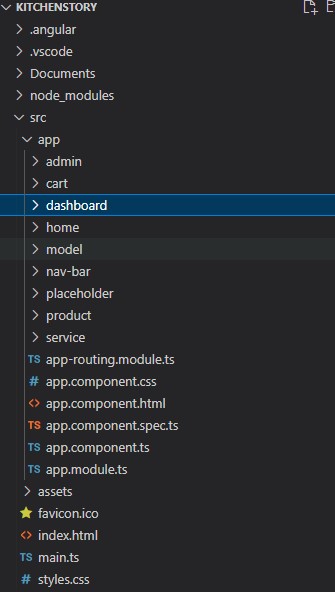 KITCHENSTORY
.angular
.vscode
Documents
node_modules
src
app
admin
cart
dashboard
home
model
nav-bar
placeholder
product
service
TS app-routing.module.ts
# app.component.css
<> app.component.html
TS app.component.spec.ts
TS app.component.ts
TS app.module.ts
assets
favicon.ico
<> index.html
TS main.ts
# styles.css